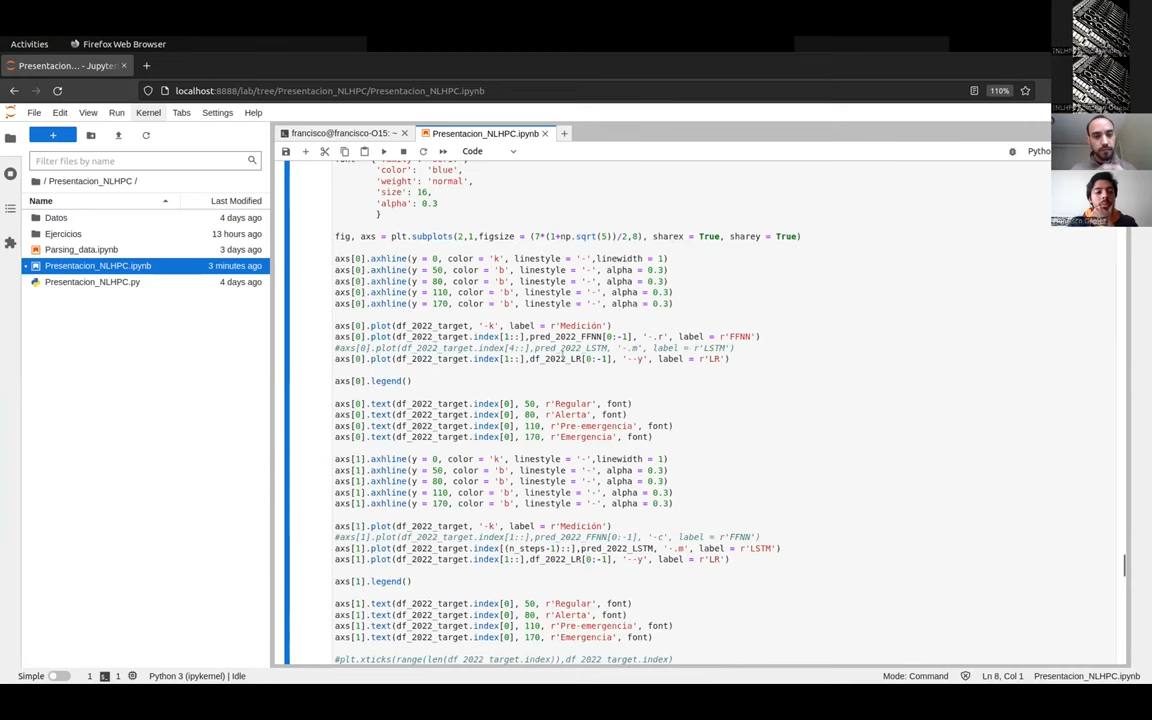 Activities
Firefox Web Browser
Presentacion... - Jupyter
localhost:8888/lab/tree/Presentacion_NLHPC/Presentacion_NLHPC.ipynb
110%
File Edit View Run Kernel Tabs Settings Help
francisco@francisco-O15: ~
Presentacion_NLHPC.ipynb
Filter files by name
Code
Python
/ Presentacion_NLHPC /
Name
Last Modified
Datos
4 days ago
Ejercicios
13 hours ago
Parsing_data.ipynb
3 days ago
Presentacion_NLHPC.ipynb
3 minutes ago
Presentacion_NLHPC.py
4 days ago
'color': 'blue',
'weight': 'normal',
'size': 16,
'alpha': 0.3
}
fig, axs = plt.subplots(2,1,figsize = (7*(1+np.sqrt(5))/2,8), sharex = True, sharey = True)
axs[0].axhline(y = 0, color = 'k', linestyle = '-',linewidth = 1)
axs[0].axhline(y = 50, color = 'b', linestyle = '-', alpha = 0.3)
axs[0].axhline(y = 80, color = 'b', linestyle = '-', alpha = 0.3)
axs[0].axhline(y = 110, color = 'b', linestyle = '-', alpha = 0.3)
axs[0].axhline(y = 170, color = 'b', linestyle = '-', alpha = 0.3)
axs[0].plot(df_2022_target, '-k', label = r'Medición')
axs[0].plot(df_2022_target.index[1::],pred_2022_FFNN[0:-1], '-.r', label = r'FFNN')
#axs[0].plot(df_2022_target.index[4::],pred_2022_LSTM, '-.m', label = r'LSTM')
axs[0].plot(df_2022_target.index[1::],df_2022_LR[0:-1], '--y', label = r'LR')
axs[0].legend()
axs[0].text(df_2022_target.index[0], 50, r'Regular', font)
axs[0].text(df_2022_target.index[0], 80, r'Alerta', font)
axs[0].text(df_2022_target.index[0], 110, r'Pre-emergencia', font)
axs[0].text(df_2022_target.index[0], 170, r'Emergencia', font)
axs[1].axhline(y = 0, color = 'k', linestyle = '-',linewidth = 1)
axs[1].axhline(y = 50, color = 'b', linestyle = '-', alpha = 0.3)
axs[1].axhline(y = 80, color = 'b', linestyle = '-', alpha = 0.3)
axs[1].axhline(y = 110, color = 'b', linestyle = '-', alpha = 0.3)
axs[1].axhline(y = 170, color = 'b', linestyle = '-', alpha = 0.3)
axs[1].plot(df_2022_target, '-k', label = r'Medición')
#axs[1].plot(df_2022_target.index[1::],pred_2022_FFNN[0:-1], '-c', label = r'FFNN')
axs[1].plot(df_2022_target.index[(n_steps-1)::],pred_2022_LSTM, '-.m', label = r'LSTM')
axs[1].plot(df_2022_target.index[1::],df_2022_LR[0:-1], '--y', label = r'LR')
axs[1].legend()
axs[1].text(df_2022_target.index[0], 50, r'Regular', font)
axs[1].text(df_2022_target.index[0], 80, r'Alerta', font)
axs[1].text(df_2022_target.index[0], 110, r'Pre-emergencia', font)
axs[1].text(df_2022_target.index[0], 170, r'Emergencia', font)
#plt.xticks(range(len(df_2022_target.index)),df_2022_target.index)
Simple
1
1
Python 3 (ipykernel) | Idle
Mode: Command
Ln 8, Col 1
Presentacion_NLHPC.ipynb